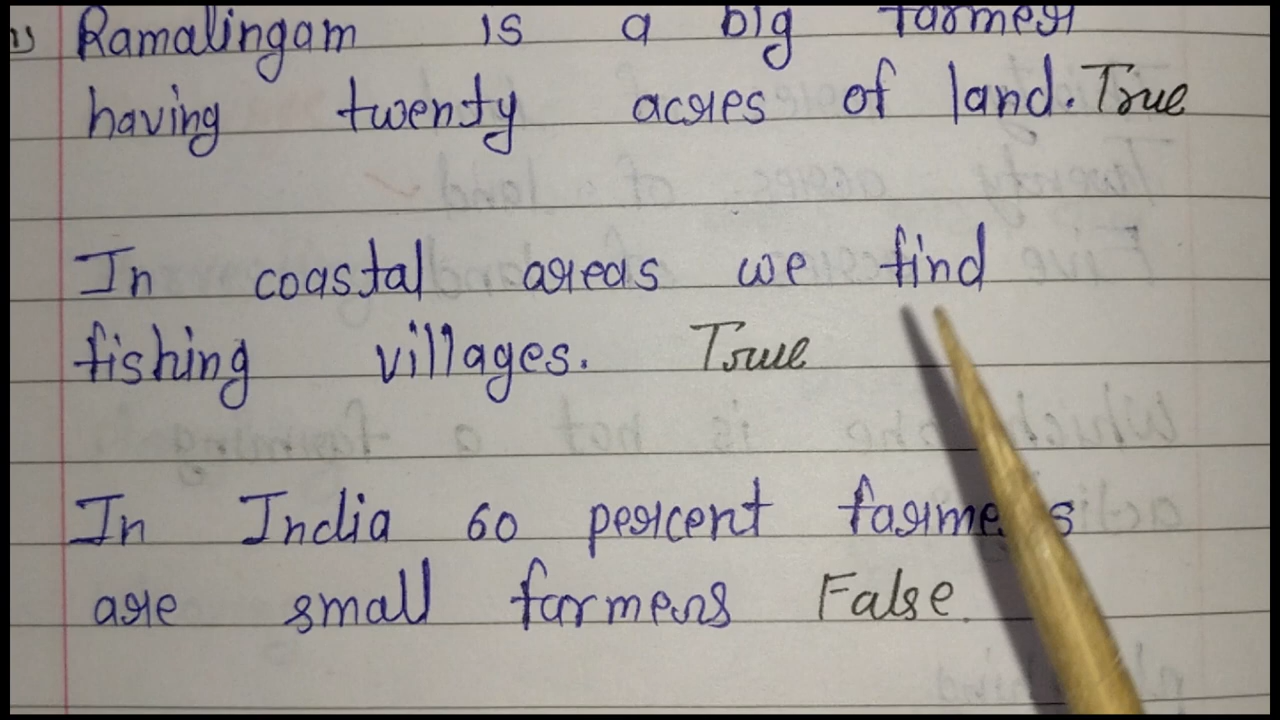 Ramalingam is a big farmer
having twenty acres of land. True
In coastal areas we find
fishing villages. True
In India 60 percent farmers
are small farmers False.